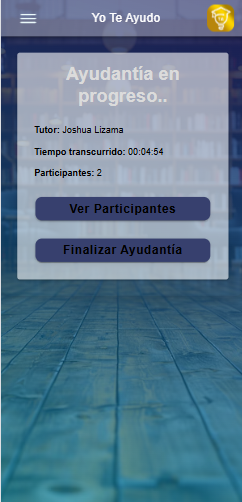 Yo Te Ayudo
Ayudantía en
progreso..
Tutor: Joshua Lizama
Tiempo transcurrido: 00:04:54
Participantes: 2
Ver Participantes
Finalizar Ayudantía